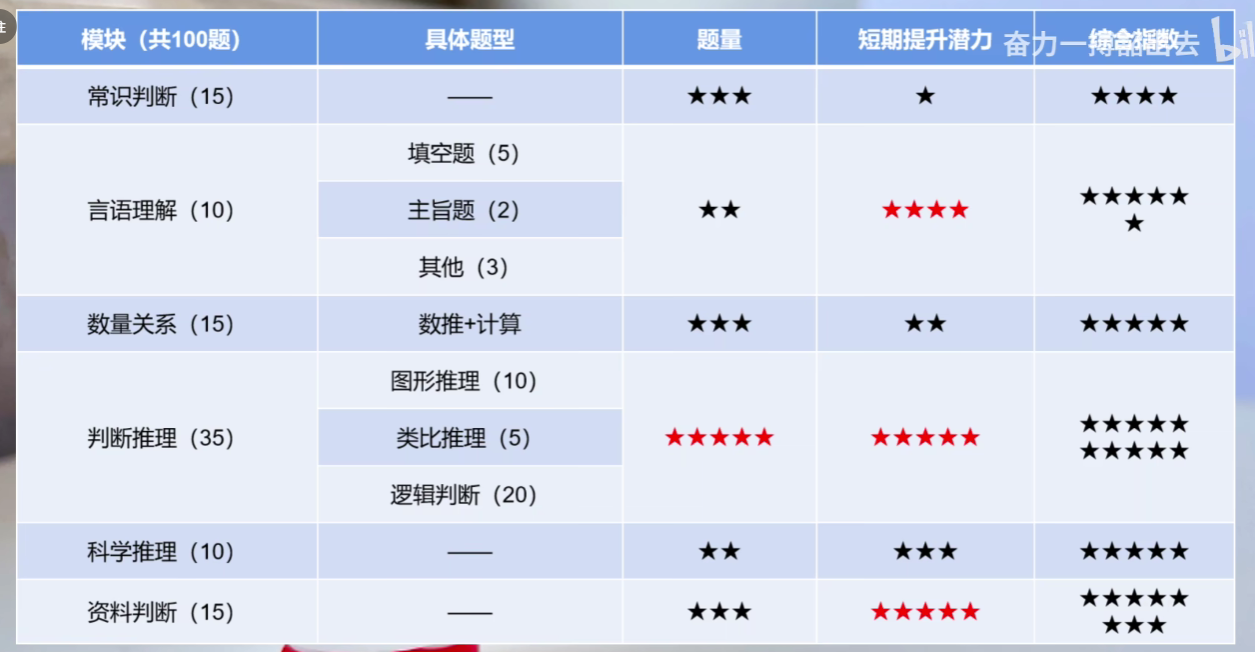 注
模块（共100题） 具体题型 题量 短期提升潜力 综合指数
奋力一搏 出去 bil
常识判断（15） —— ★★★ ★ ★★★★
言语理解（10） 填空题（5） ★★ ★★★★ ★★★★★
★
主旨题（2）
其他（3）
数量关系（15） 数推+计算 ★★★ ★★ ★★★★★
判断推理（35） 图形推理（10） ★★★★★ ★★★★★ ★★★★★
★★★★★
类比推理（5）
逻辑判断（20）
科学推理（10） —— ★★ ★★★ ★★★★★
资料判断（15） —— ★★★ ★★★★★ ★★★★★
★★★